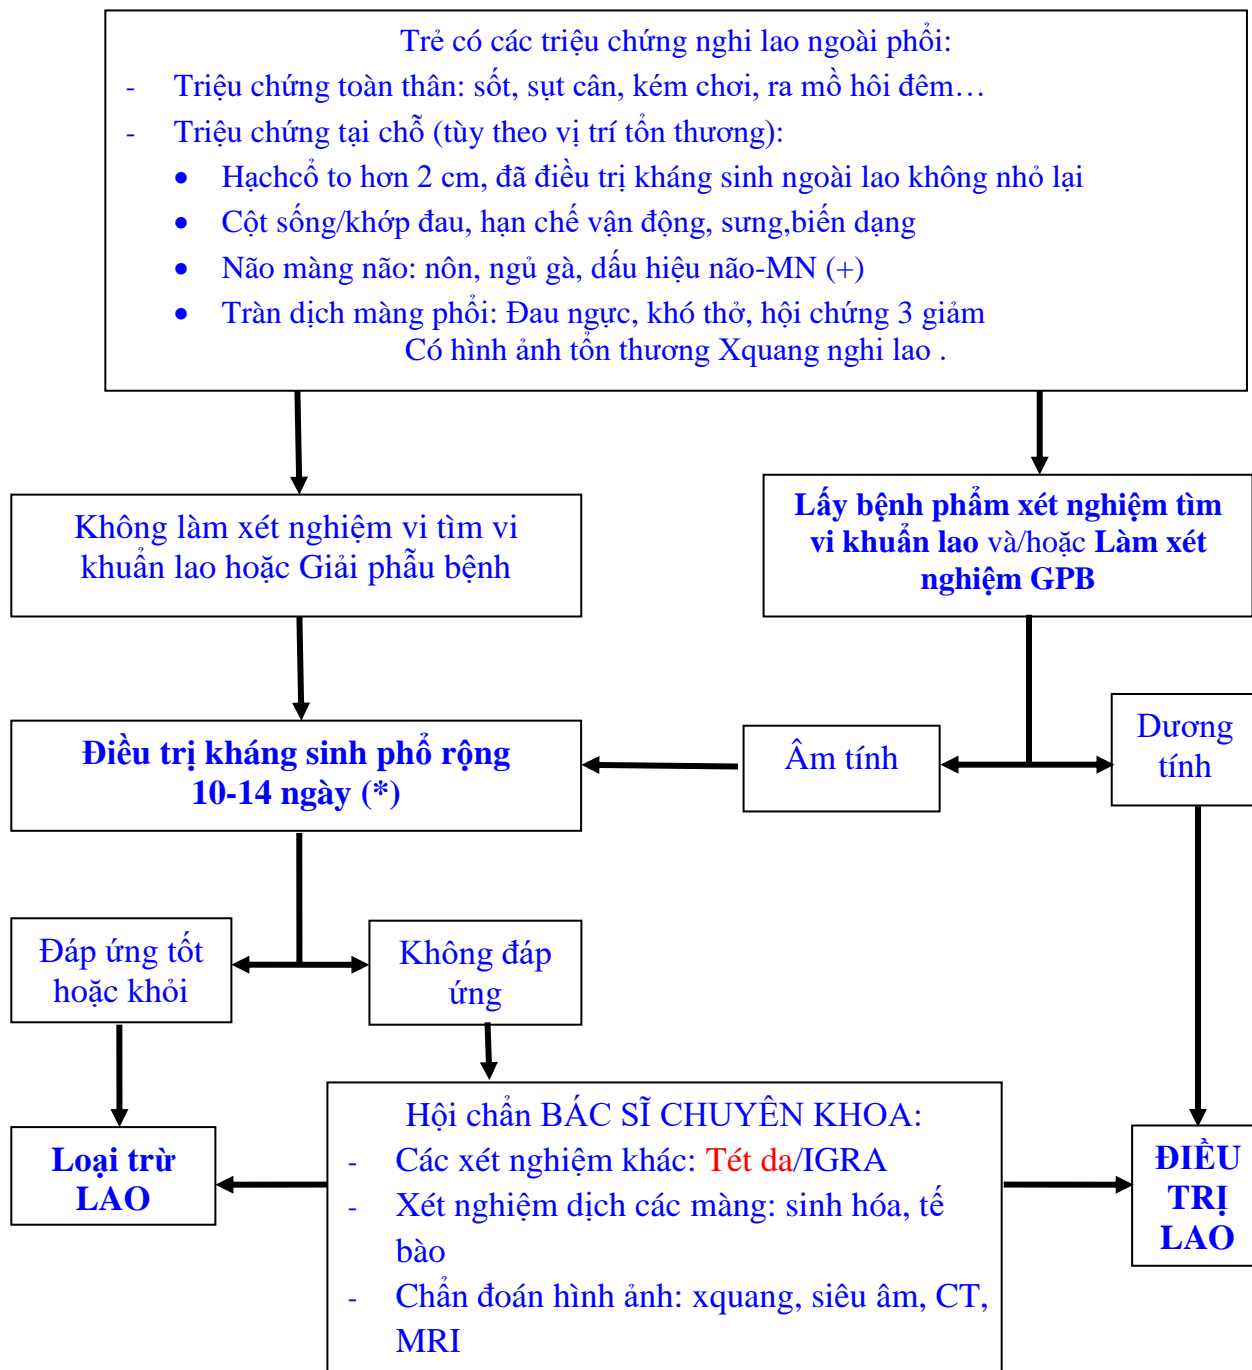 Trẻ có các triệu chứng nghi lao ngoài phổi:
- Triệu chứng toàn thân: sốt, sụt cân, kém chơi, ra mồ hôi đêm…
- Triệu chứng tại chỗ (tùy theo vị trí tổn thương):
• Hạchcổ to hơn 2 cm, đã điều trị kháng sinh ngoài lao không nhỏ lại
• Cột sống/khớp đau, hạn chế vận động, sưng,biến dạng
• Não màng não: nôn, ngủ gà, dấu hiệu não-MN (+)
• Tràn dịch màng phổi: Đau ngực, khó thở, hội chứng 3 giảm
Có hình ảnh tổn thương Xquang nghi lao .
Không làm xét nghiệm vi tìm vi
khuẩn lao hoặc Giải phẫu bệnh
Lấy bệnh phẩm xét nghiệm tìm
vi khuẩn lao và/hoặc Làm xét
nghiệm GPB
Điều trị kháng sinh phổ rộng
10-14 ngày (*)
Âm tính
Dương
tính
Đáp ứng tốt
hoặc khỏi
Không đáp
ứng
Loại trừ
LAO
Hội chẩn BÁC SĨ CHUYÊN KHOA:
- Các xét nghiệm khác: Tét da/IGRA
- Xét nghiệm dịch các màng: sinh hóa, tế
bào
- Chẩn đoán hình ảnh: xquang, siêu âm, CT,
MRI
ĐIỀU
TRỊ
LAO